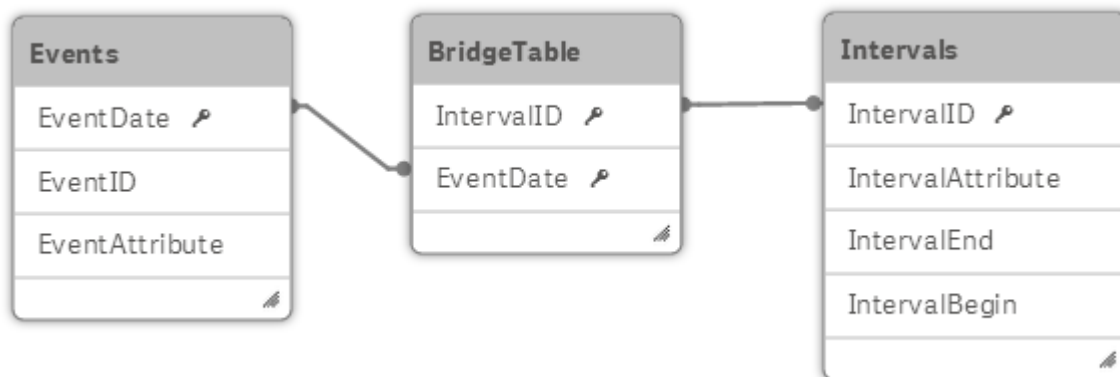 Events
EventDate
EventID
EventAttribute
BridgeTable
IntervalID
EventDate
Intervals
IntervalID
IntervalAttribute
IntervalEnd
IntervalBegin